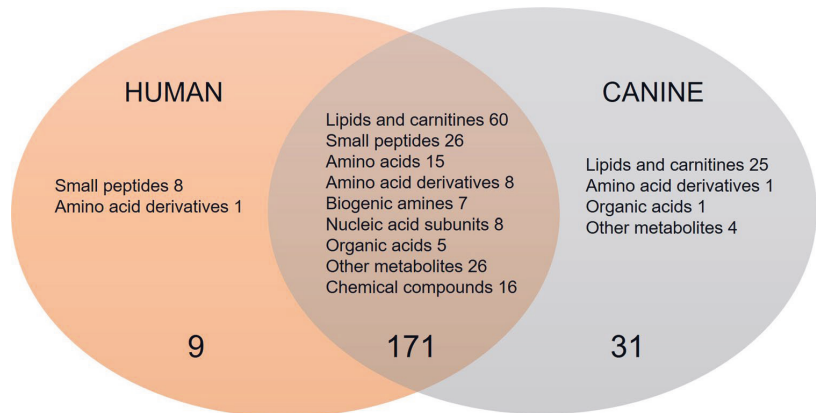 HUMAN
Small peptides 8
Amino acid derivatives 1
9
Lipids and carnitines 60
Small peptides 26
Amino acids 15
Amino acid derivatives 8
Biogenic amines 7
Nucleic acid subunits 8
Organic acids 5
Other metabolites 26
Chemical compounds 16
171
CANINE
Lipids and carnitines 25
Amino acid derivatives 1
Organic acids 1
Other metabolites 4
31